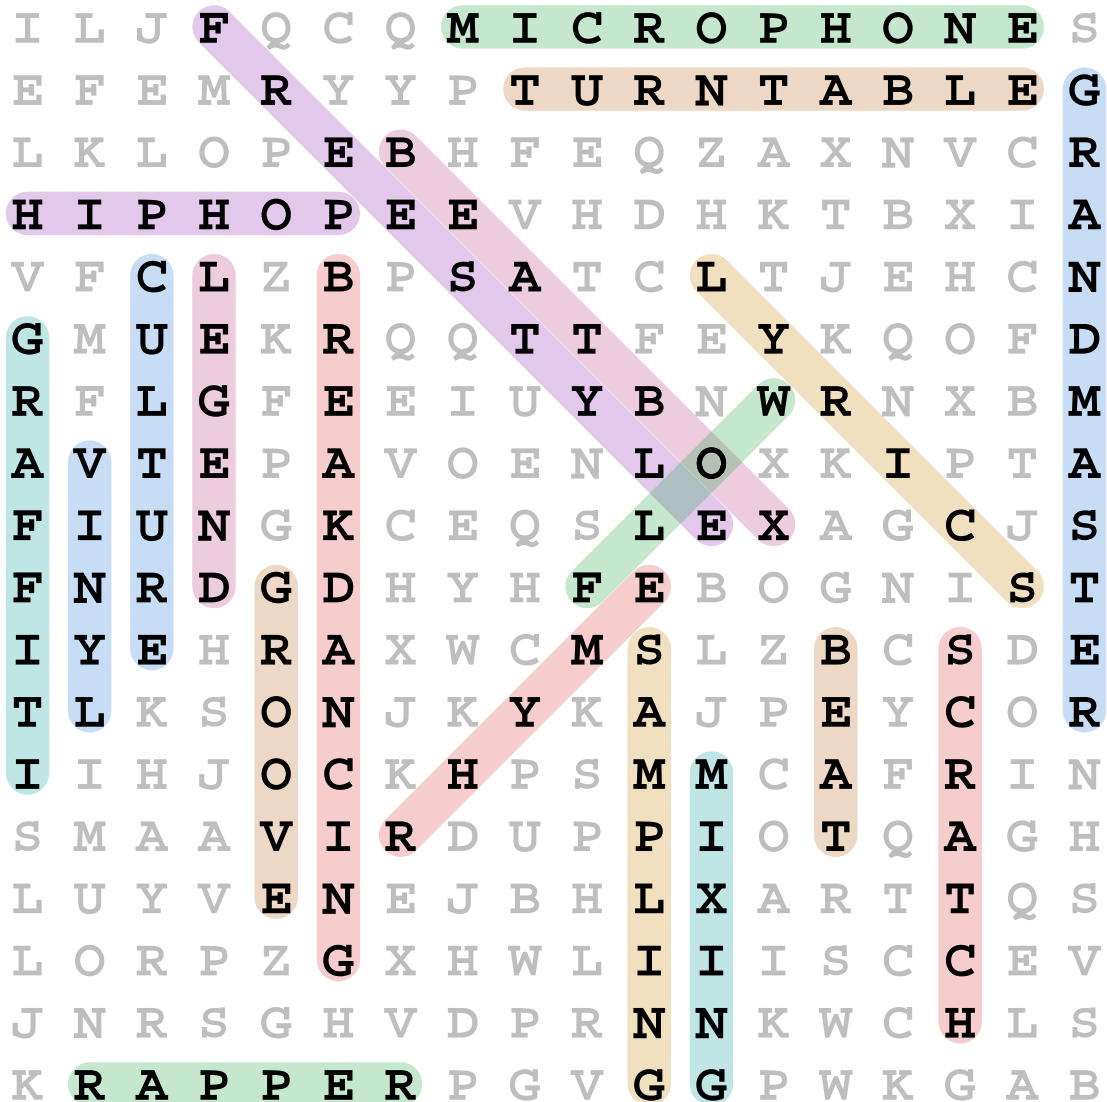 I L J F Q C Q M I C R O P H O N E S
E F E M R Y Y P T U R N T A B L E G
L K L O P E B H F E Q Z A X N V C R
H I P H O P E E V H D H K T B X I A
V F C L Z B P S A T C L T J E H C N
G M U E K R Q Q T T F E Y K Q O F D
R F L G F E E I U Y B N W R N X B M
A V T E P A V O E N L O X K I P T A
F I U N G K C E Q S L E X A G C J S
F N R D G D H Y H F E B O G N I S T
I Y E H R A X W C M S L Z B C S D E
T L K S O N J K Y K A J P E Y C O R
I I H J O C K H P S M M C A F R I N
S M A A V I R D U P P I O T Q A G H
L U Y V E N E J B H L X A R T T Q S
L O R P Z G X H W L I I I S C C E V
J N R S G H V D P R N N K W C H L S
K R A P P E R P G V G G P W K G A B